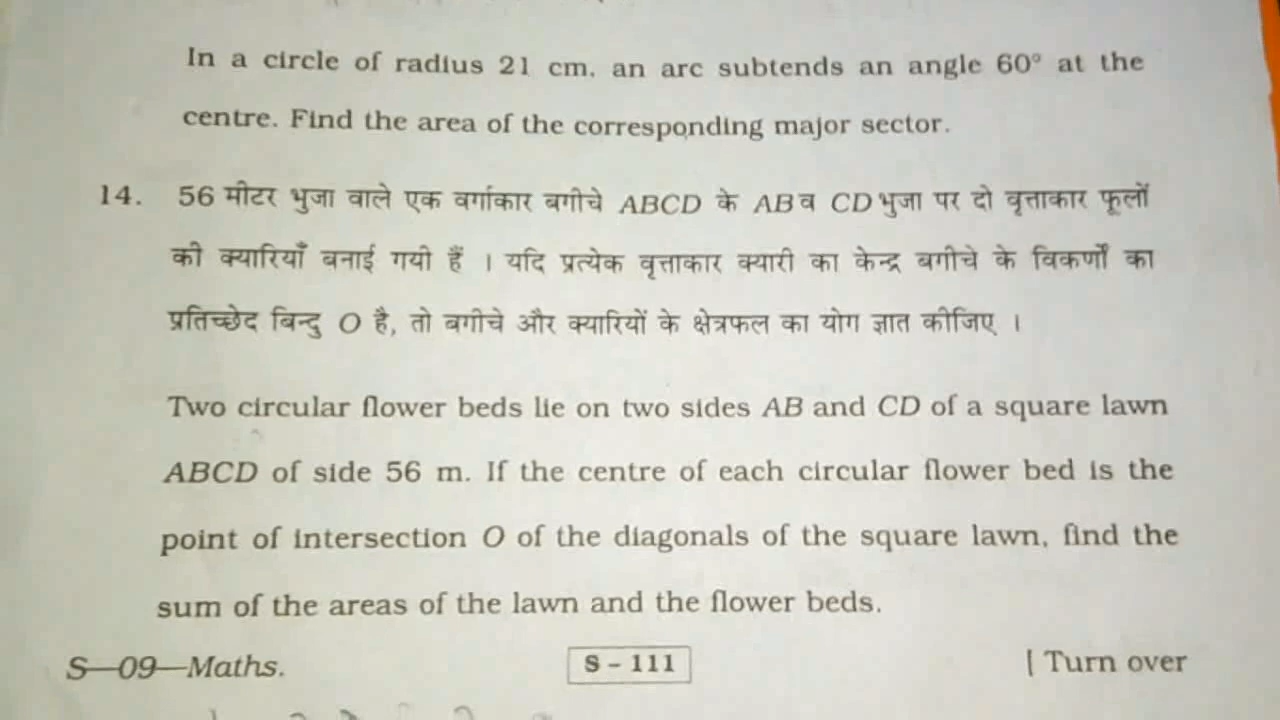 In a circle of radius 21 cm. an arc subtends an angle 60° at the
centre. Find the area of the corresponding major sector.
14. 56 मीटर भुजा वाले एक वर्गाकार बगीचे ABCD के AB व CD भुजा पर दो वृत्ताकार फूलों
की क्यारियाँ बनाई गयी हैं । यदि प्रत्येक वृत्ताकार क्यारी का केन्द्र बगीचे के विकर्णों का
प्रतिच्छेद बिन्दु O है, तो बगीचे और क्यारियों के क्षेत्रफल का योग ज्ञात कीजिए ।
Two circular flower beds lie on two sides AB and CD of a square lawn
ABCD of side 56 m. If the centre of each circular flower bed is the
point of intersection O of the diagonals of the square lawn, find the
sum of the areas of the lawn and the flower beds.
S—09—Maths. S – 111 [ Turn over